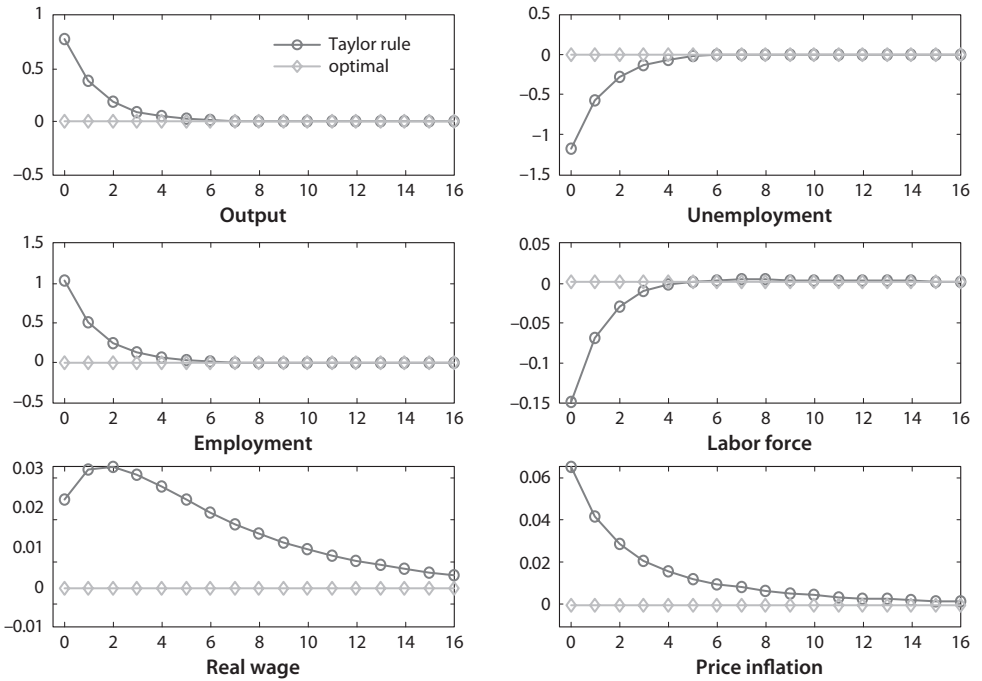 1
0.5
0
–0.5
Taylor rule
optimal
0 2 4 6 8 10 12 14 16
Output
0.5
0
–0.5
–1
–1.5
0 2 4 6 8 10 12 14 16
Unemployment
1.5
1
0.5
0
–0.5
0 2 4 6 8 10 12 14 16
Employment
0.05
0
–0.05
–0.1
–0.15
0 2 4 6 8 10 12 14 16
Labor force
0.03
0.02
0.01
0
–0.01
0 2 4 6 8 10 12 14 16
Real wage
0.06
0.04
0.02
0
0 2 4 6 8 10 12 14 16
Price inflation